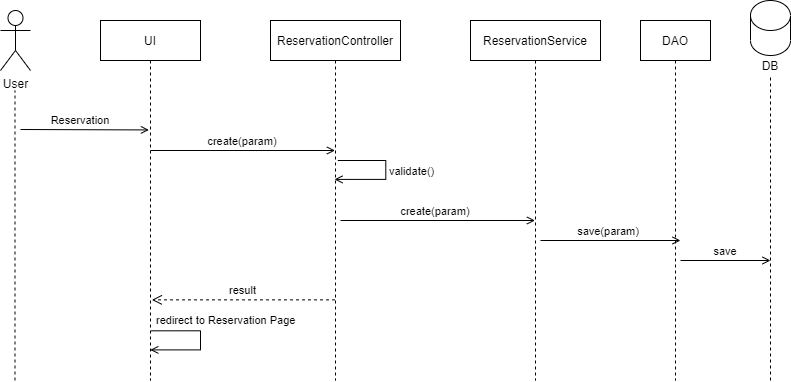 UI
ReservationController
ReservationService
DAO
DB
User
Reservation
create(param)
validate()
create(param)
save(param)
save
result
redirect to Reservation Page